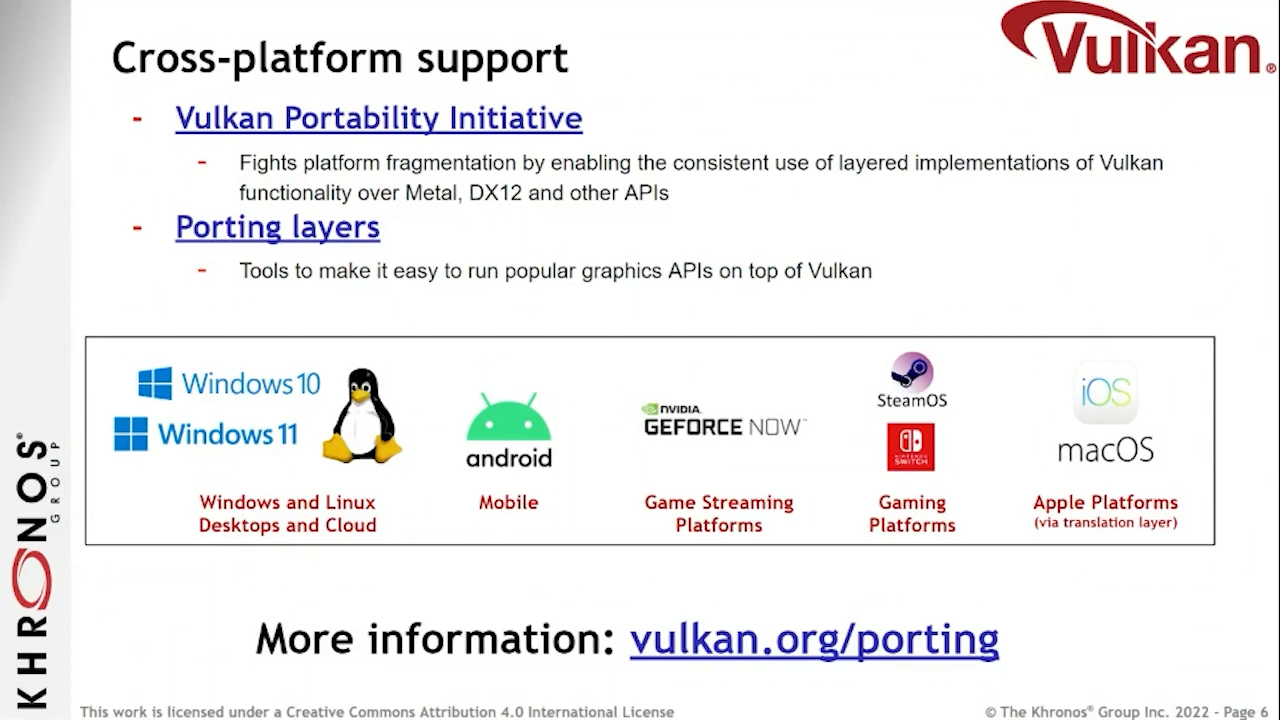 Vulkan®
Cross-platform support
- Vulkan Portability Initiative
- Fights platform fragmentation by enabling the consistent use of layered implementations of Vulkan
functionality over Metal, DX12 and other APIs
- Porting layers
- Tools to make it easy to run popular graphics APIs on top of Vulkan
Windows 10
Windows 11
android
NVIDIA
GEFORCE NOW™
SteamOS
NINTENDO
SWITCH
iOS
macOS
Windows and Linux
Desktops and Cloud
Mobile
Game Streaming
Platforms
Gaming
Platforms
Apple Platforms
(via translation layer)
More information: vulkan.org/porting
KHRONOS®
GROUP
This work is licensed under a Creative Commons Attribution 4.0 International License
© The Khronos® Group Inc. 2022 - Page 6